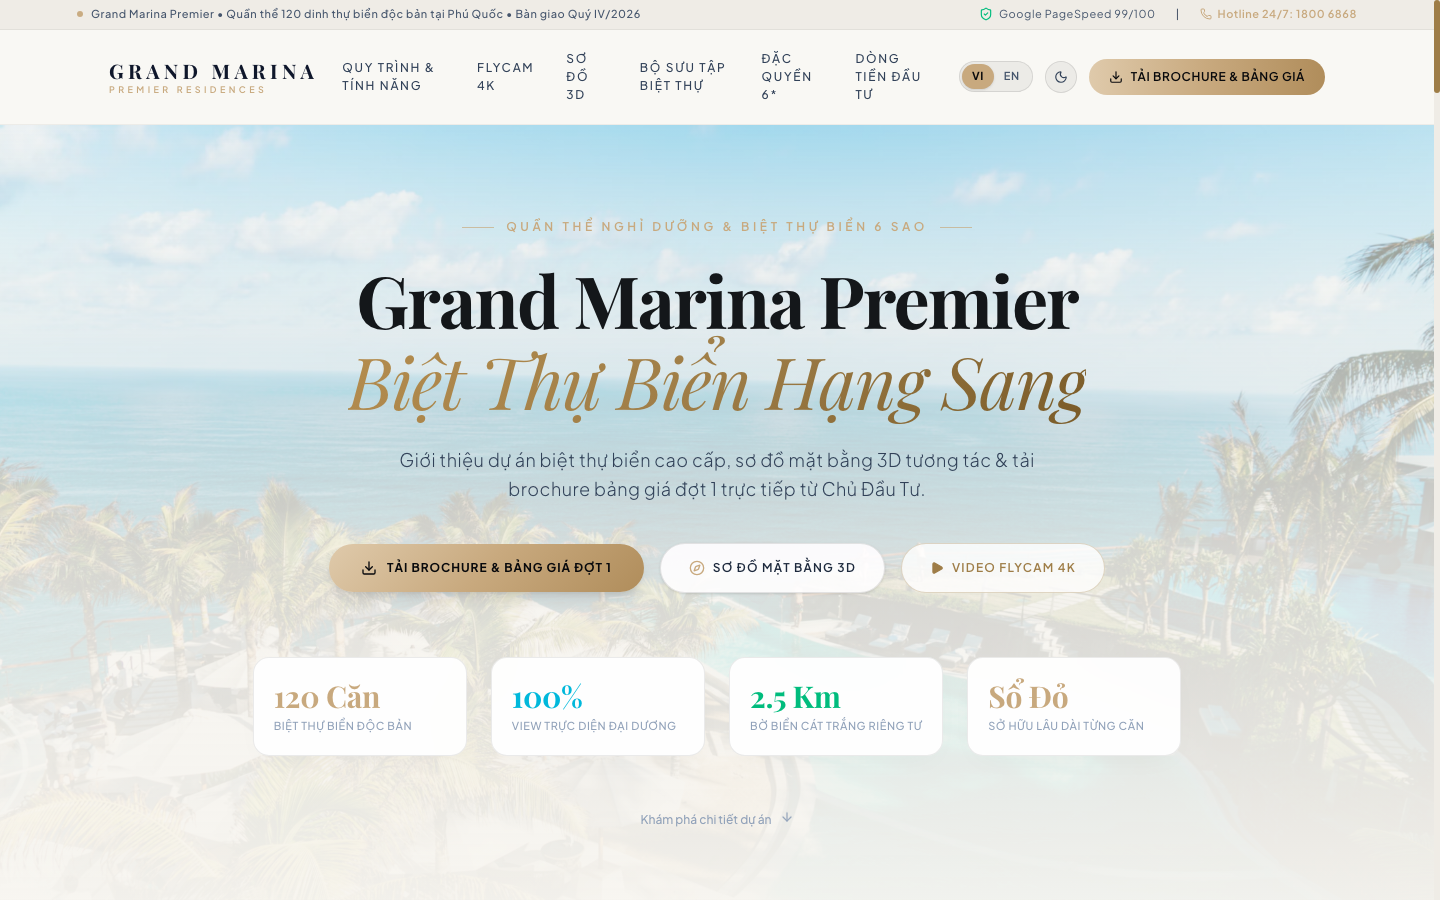 Grand Marina Premier • Quần thể 120 dinh thự biển độc bản tại Phú Quốc • Bàn giao Quý IV/2026
Google PageSpeed 99/100 | Hotline 24/7: 1800 6868
GRAND MARINA
PREMIER RESIDENCES
QUY TRÌNH &
TÍNH NĂNG
FLYCAM
4K
SƠ
ĐỒ
3D
BỘ SƯU TẬP
BIỆT THỰ
ĐẶC
QUYỀN
6*
DÒNG
TIỀN ĐẦU
TƯ
VI EN
TẢI BROCHURE & BẢNG GIÁ
QUẦN THỂ NGHỈ DƯỠNG & BIỆT THỰ BIỂN 6 SAO
Grand Marina Premier
Biệt Thự Biển Hạng Sang
Giới thiệu dự án biệt thự biển cao cấp, sơ đồ mặt bằng 3D tương tác & tải
brochure bảng giá đợt 1 trực tiếp từ Chủ Đầu Tư.
TẢI BROCHURE & BẢNG GIÁ ĐỢT 1
SƠ ĐỒ MẶT BẰNG 3D
VIDEO FLYCAM 4K
120 Căn
BIỆT THỰ BIỂN ĐỘC BẢN
100%
VIEW TRỰC DIỆN ĐẠI DƯƠNG
2.5 Km
BỜ BIỂN CÁT TRẮNG RIÊNG TƯ
Sổ Đỏ
SỞ HỮU LÂU DÀI TỪNG CĂN
Khám phá chi tiết dự án